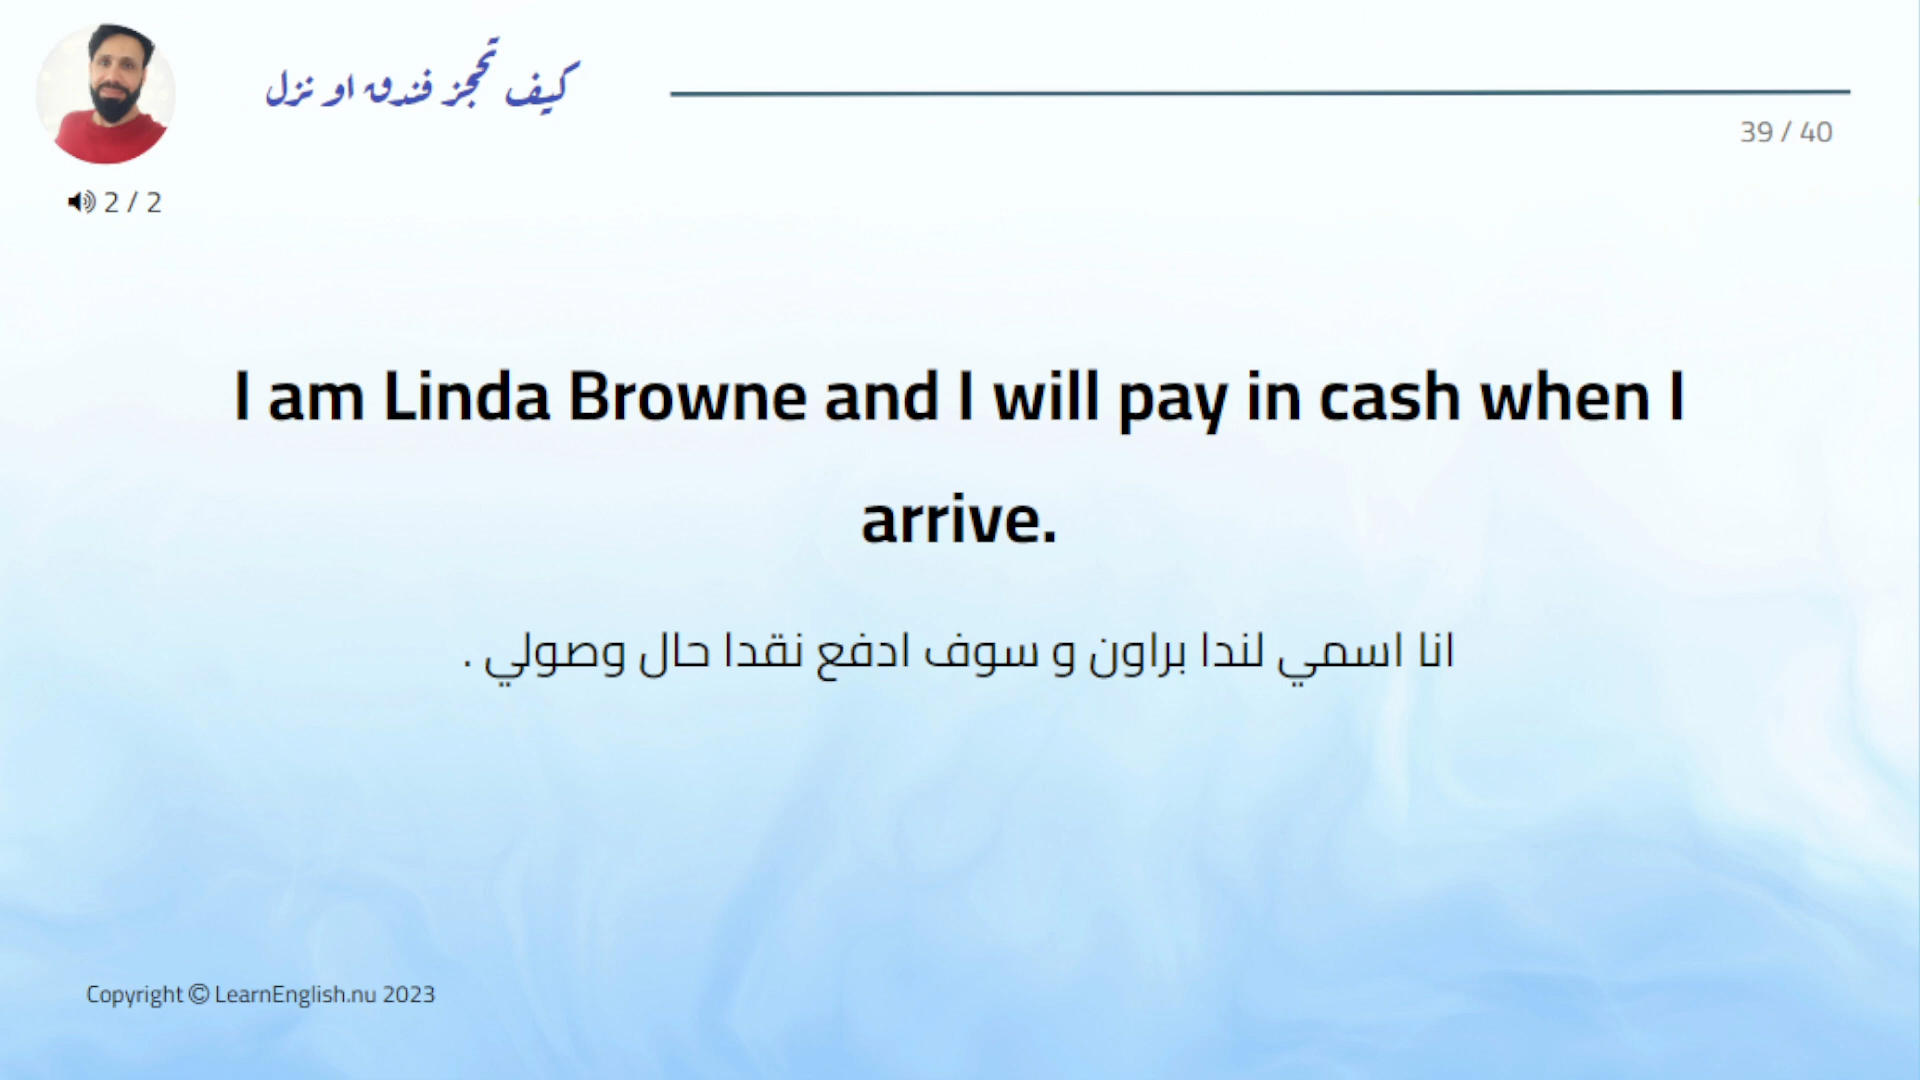 كيف تحجز فندق او نزل
39 / 40
2 / 2
I am Linda Browne and I will pay in cash when I
arrive.
انا اسمي لندا براون و سوف ادفع نقدا حال وصولي .
Copyright © LearnEnglish.nu 2023